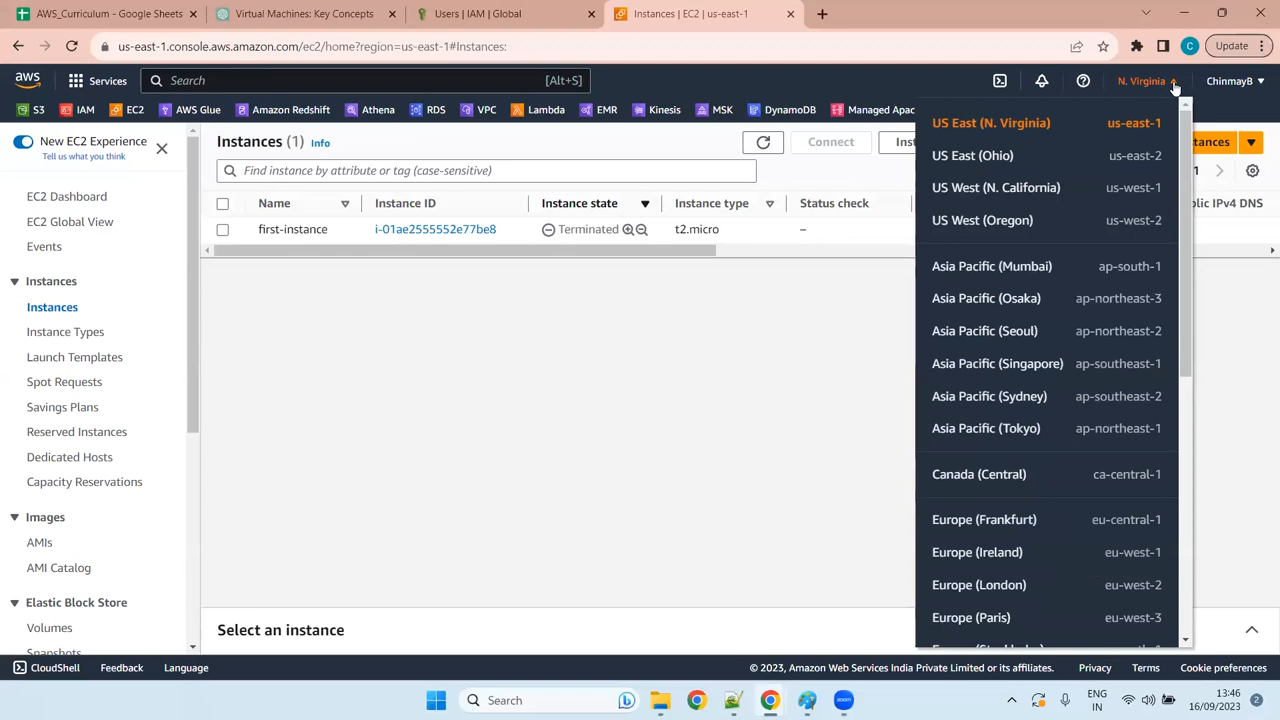 AWS_Curriculum - Google Sheets
Virtual Machines: Key Concepts
Users | IAM | Global
Instances | EC2 | us-east-1
us-east-1.console.aws.amazon.com/ec2/home?region=us-east-1#Instances:
C
Update
aws
Services
Search
[Alt+S]
N. Virginia
ChinmayB
S3
IAM
EC2
AWS Glue
Amazon Redshift
Athena
RDS
VPC
Lambda
EMR
Kinesis
MSK
DynamoDB
Managed Apac
New EC2 Experience
Tell us what you think
EC2 Dashboard
EC2 Global View
Events
Instances
Instances
Instance Types
Launch Templates
Spot Requests
Savings Plans
Reserved Instances
Dedicated Hosts
Capacity Reservations
Images
AMIs
AMI Catalog
Elastic Block Store
Volumes
Instances (1) Info
Connect
Find instance by attribute or tag (case-sensitive)
1
Name
Instance ID
Instance state
Instance type
Status check
IPv4 DNS
first-instance
i-01ae2555552e77be8
Terminated
t2.micro
–
Select an instance
US East (N. Virginia) us-east-1
US East (Ohio) us-east-2
US West (N. California) us-west-1
US West (Oregon) us-west-2
Asia Pacific (Mumbai) ap-south-1
Asia Pacific (Osaka) ap-northeast-3
Asia Pacific (Seoul) ap-northeast-2
Asia Pacific (Singapore) ap-southeast-1
Asia Pacific (Sydney) ap-southeast-2
Asia Pacific (Tokyo) ap-northeast-1
Canada (Central) ca-central-1
Europe (Frankfurt) eu-central-1
Europe (Ireland) eu-west-1
Europe (London) eu-west-2
Europe (Paris) eu-west-3
CloudShell
Feedback
Language
© 2023, Amazon Web Services India Private Limited or its affiliates.
Privacy
Terms
Cookie preferences
Search
ENG
IN
13:46
16/09/2023
2